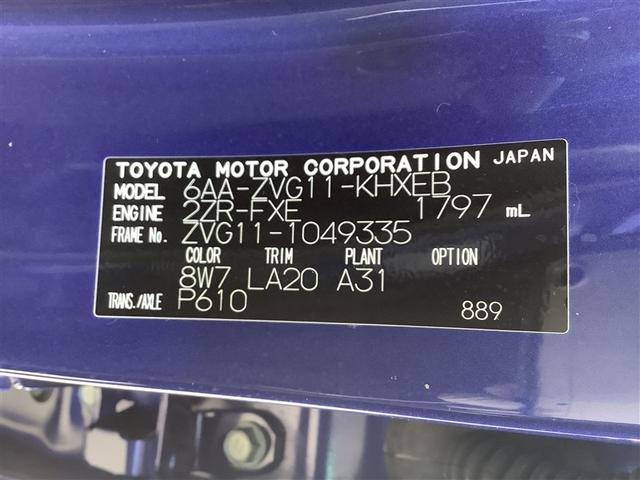 TOYOTA MOTOR CORPORATION JAPAN
MODEL 6AA-ZVG11-KHXEB
ENGINE 2ZR-FXE 1797 mL
FRAME No. ZVG11-1049335
COLOR TRIM PLANT OPTION
8W7 LA20 A31
TRANS./AXLE P610 889